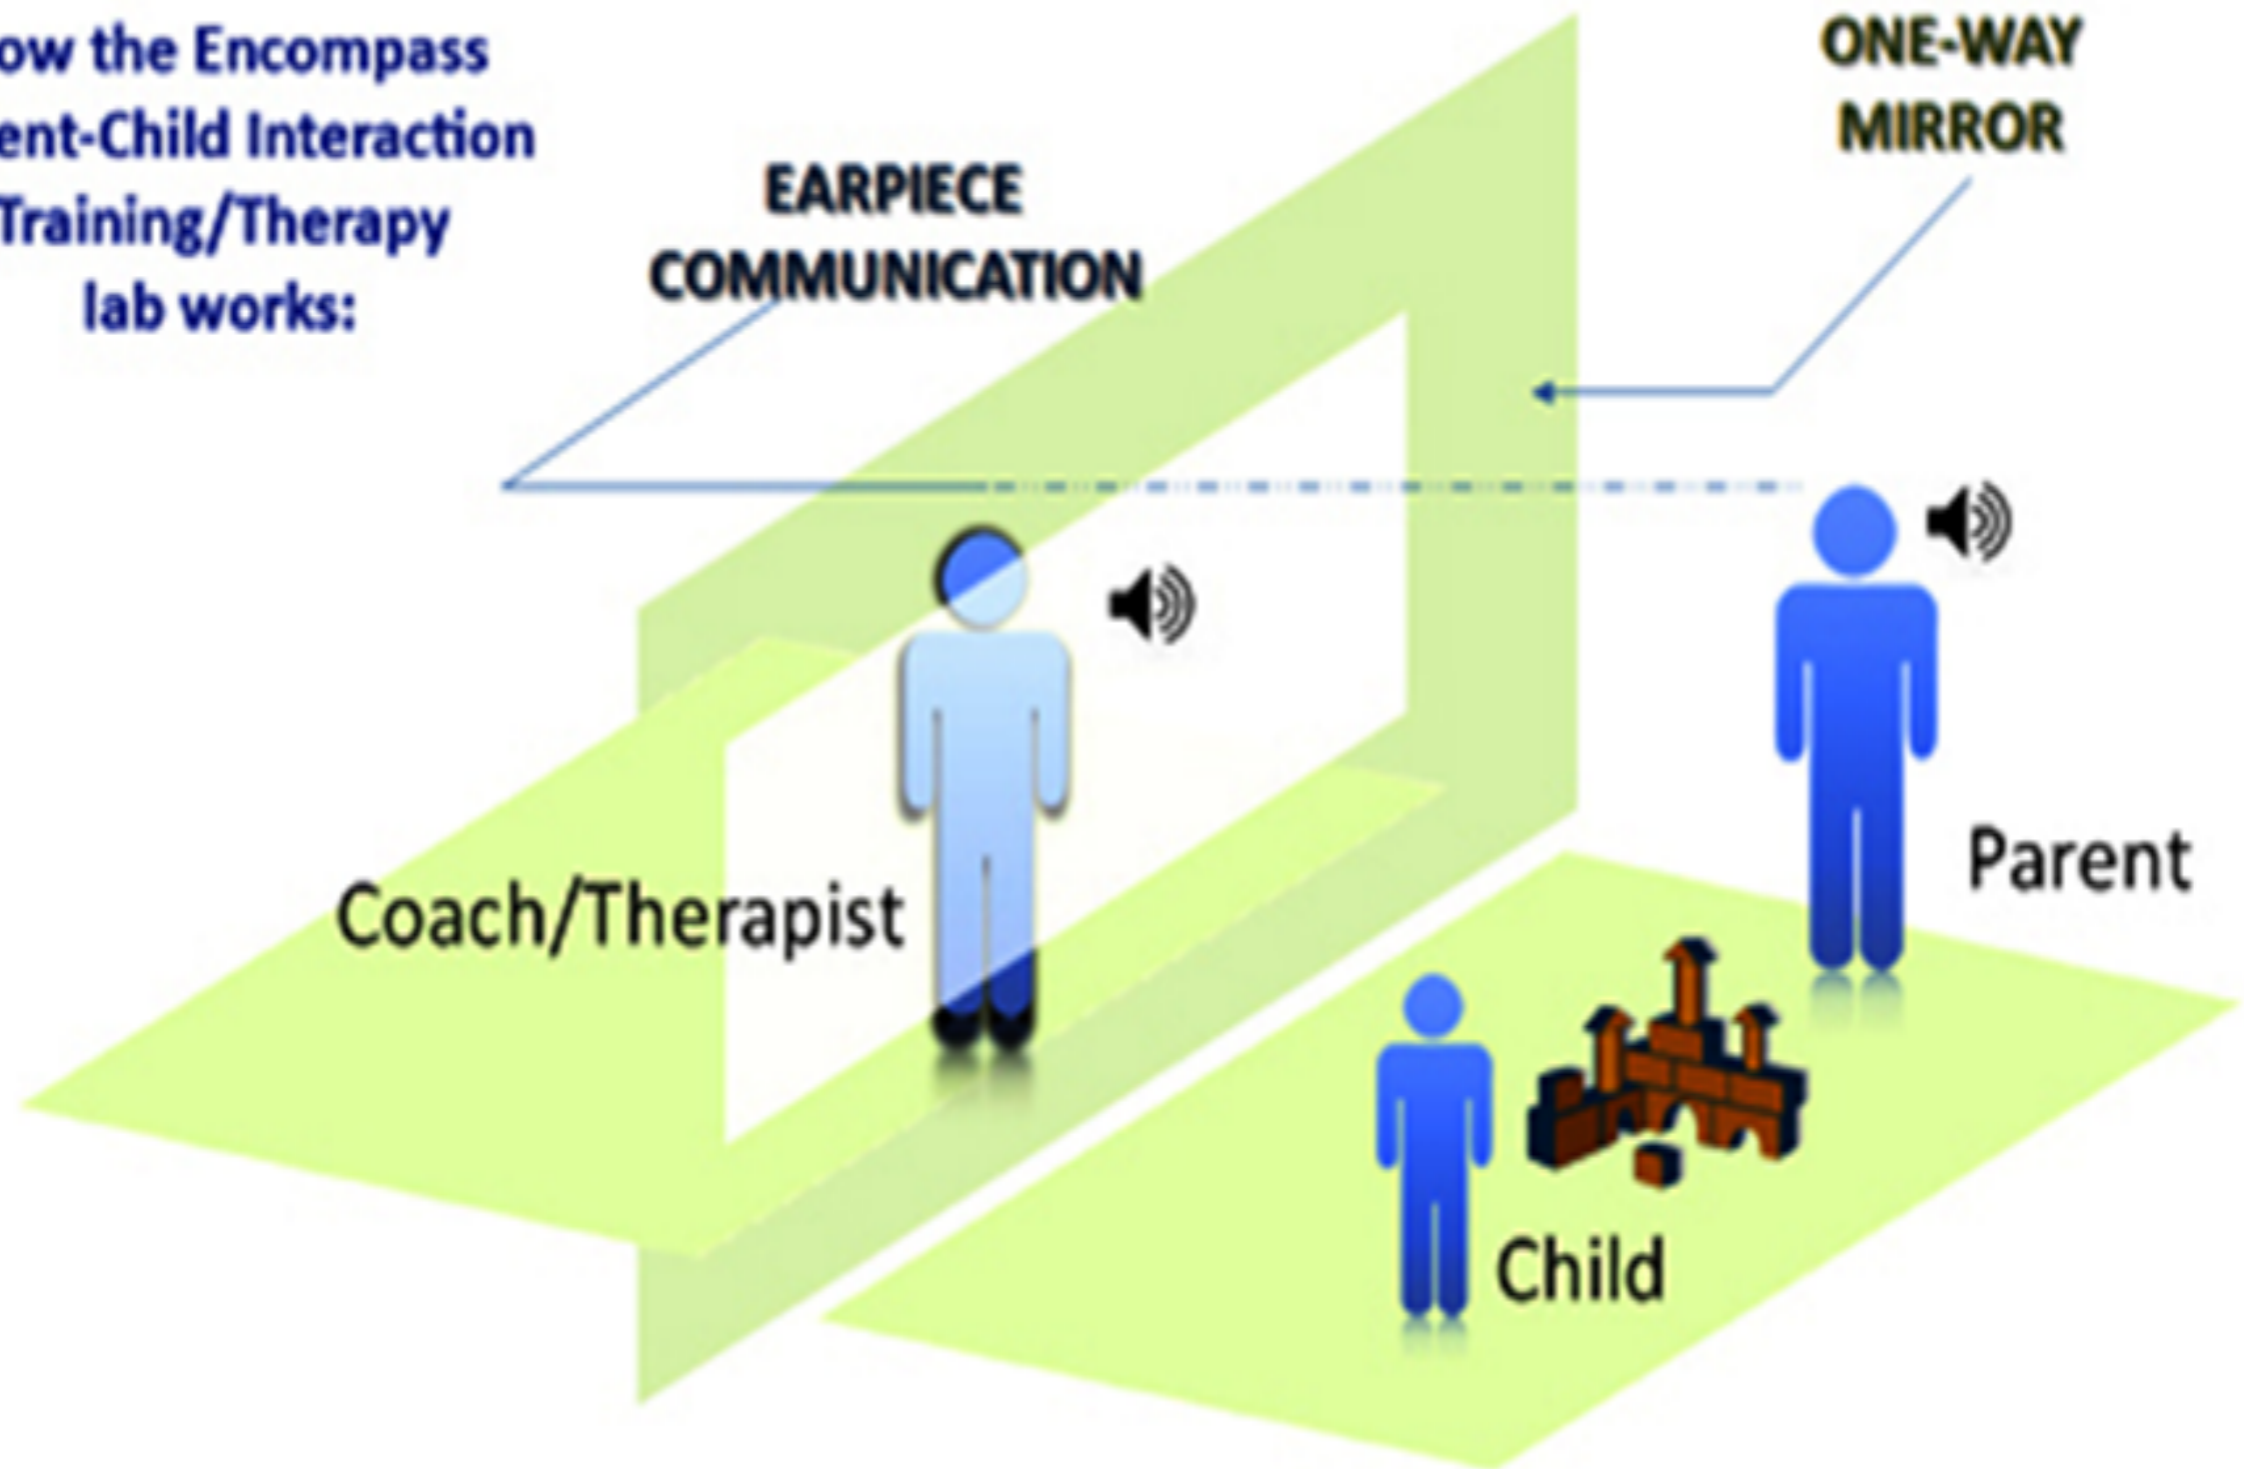 ow the Encompass
ent-Child Interaction
Training/Therapy
lab works:
EARPIECE
COMMUNICATION
ONE-WAY
MIRROR
Coach/Therapist
Parent
Child